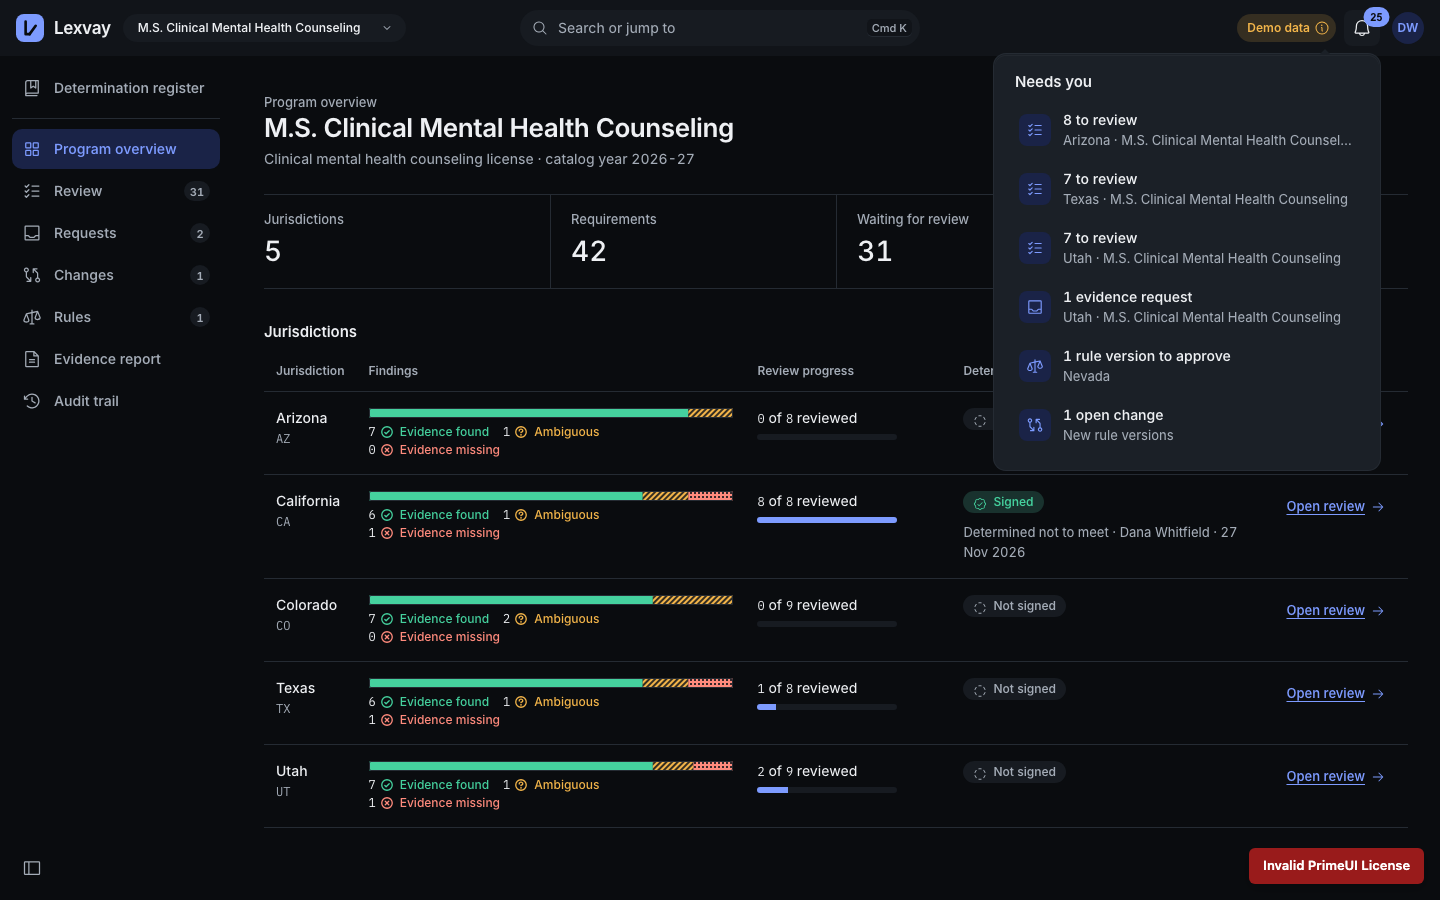 Lexvay
M.S. Clinical Mental Health Counseling
Search or jump to
Cmd K
Demo data
25
DW
Determination register
Program overview
Review 31
Requests 2
Changes 1
Rules 1
Evidence report
Audit trail
Program overview
M.S. Clinical Mental Health Counseling
Clinical mental health counseling license · catalog year 2026-27
Jurisdictions
5
Requirements
42
Waiting for review
31
Jurisdictions
Jurisdiction Findings Review progress Deter
Arizona
AZ
7 Evidence found 1 Ambiguous
0 Evidence missing
0 of 8 reviewed
California
CA
6 Evidence found 1 Ambiguous
1 Evidence missing
8 of 8 reviewed
Signed
Determined not to meet · Dana Whitfield · 27
Nov 2026
Open review
Colorado
CO
7 Evidence found 2 Ambiguous
0 Evidence missing
0 of 9 reviewed
Not signed
Open review
Texas
TX
6 Evidence found 1 Ambiguous
1 Evidence missing
1 of 8 reviewed
Not signed
Open review
Utah
UT
7 Evidence found 1 Ambiguous
1 Evidence missing
2 of 9 reviewed
Not signed
Open review
Needs you
8 to review
Arizona · M.S. Clinical Mental Health Counsel...
7 to review
Texas · M.S. Clinical Mental Health Counseling
7 to review
Utah · M.S. Clinical Mental Health Counseling
1 evidence request
Utah · M.S. Clinical Mental Health Counseling
1 rule version to approve
Nevada
1 open change
New rule versions
Invalid PrimeUI License